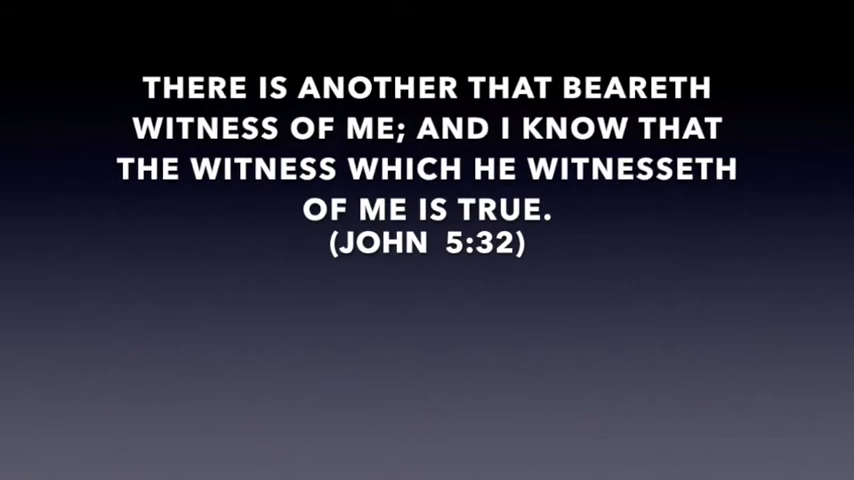 THERE IS ANOTHER THAT BEARETH
WITNESS OF ME; AND I KNOW THAT
THE WITNESS WHICH HE WITNESSETH
OF ME IS TRUE.
(JOHN 5:32)